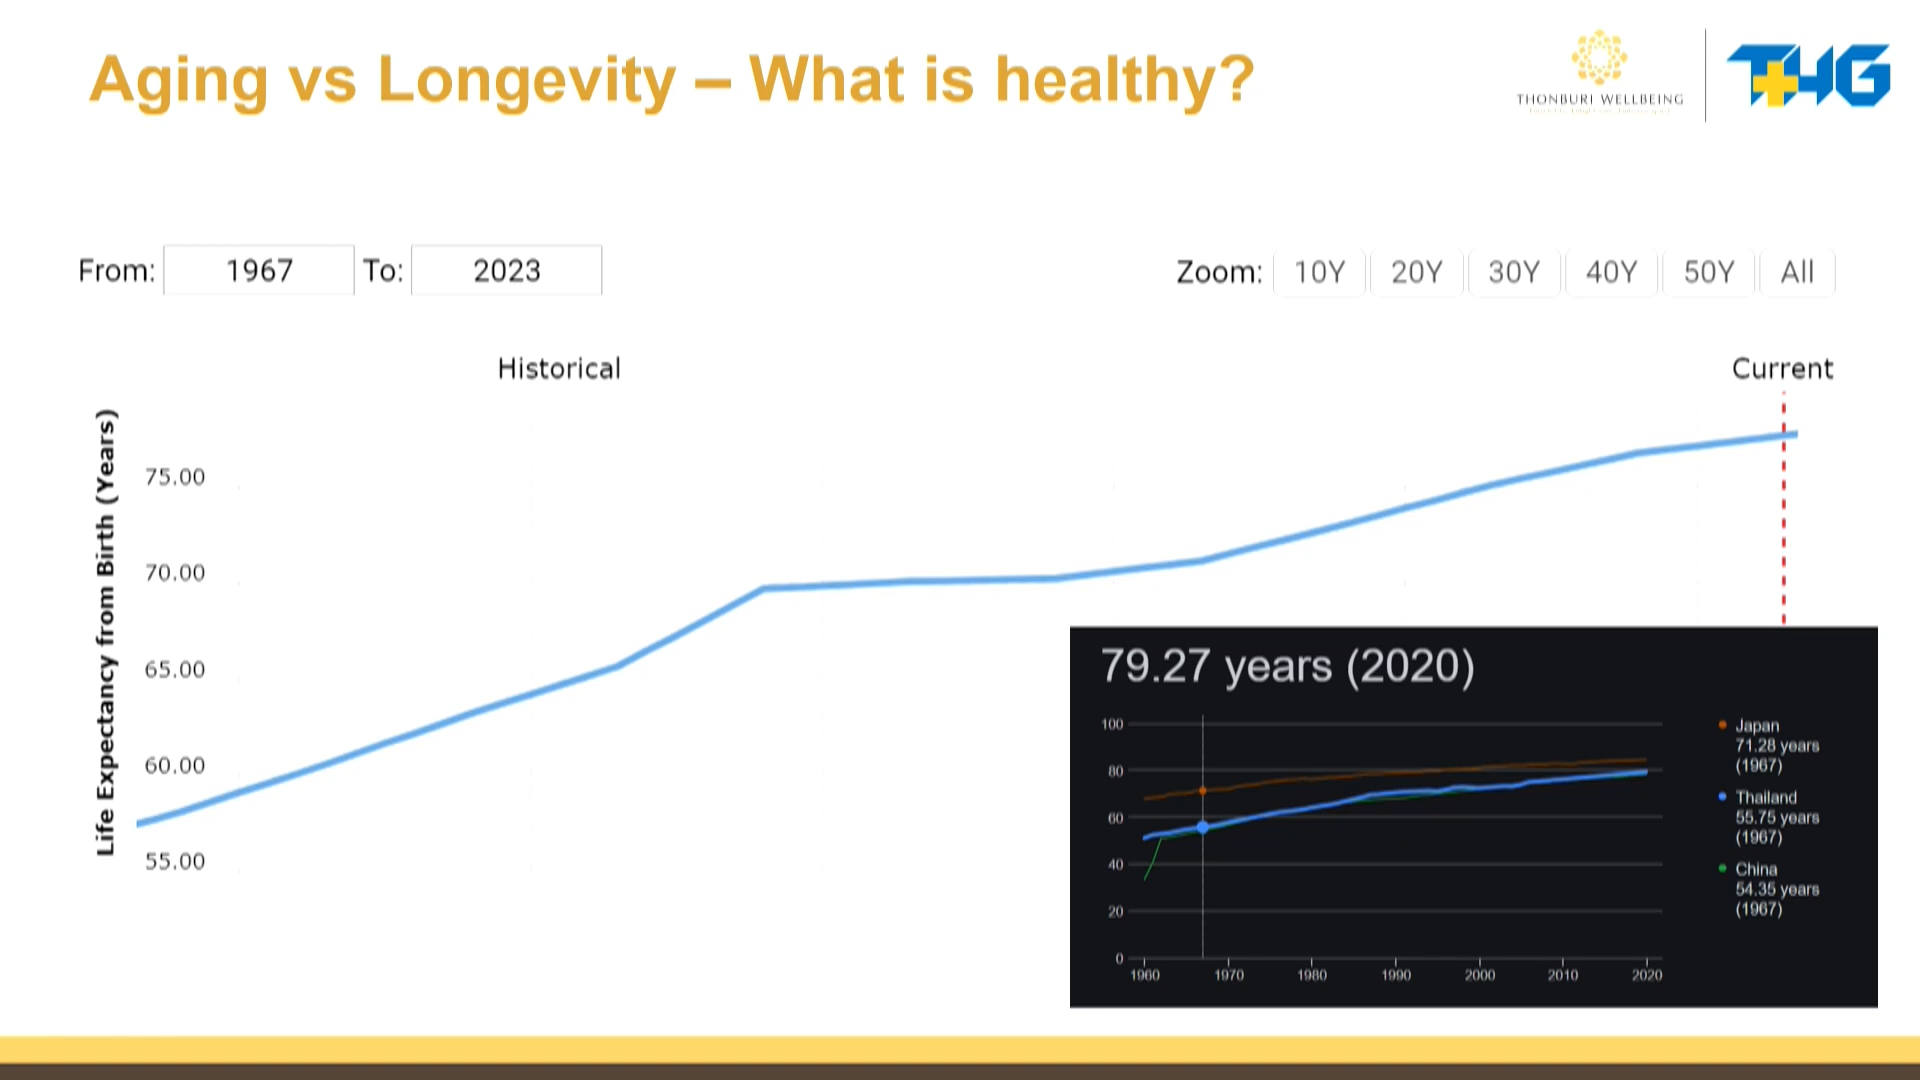 Aging vs Longevity – What is healthy?
THONBURI WELLBEING
THG
From: 1967 To: 2023
Zoom: 10Y 20Y 30Y 40Y 50Y All
Historical
Current
Life Expectancy from Birth (Years)
75.00
70.00
65.00
60.00
55.00
79.27 years (2020)
100
80
60
40
20
0
1960 1970 1980 1990 2000 2010 2020
Japan
71.28 years
(1967)
Thailand
55.75 years
(1967)
China
54.35 years
(1967)